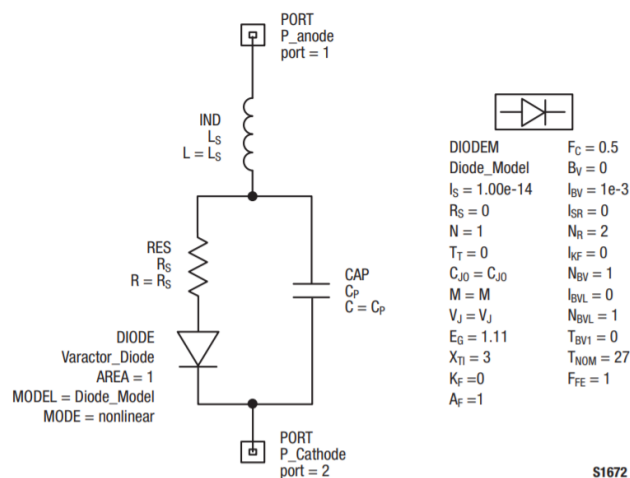 PORT
P_anode
port = 1
P
IND
LS
L = LS
RES
RS
R = RS
CAP
CP
C = CP
DIODE
Varactor_Diode
AREA = 1
MODEL = Diode_Model
MODE = nonlinear
PORT
P_Cathode
port = 2
P
DIODEM
Diode_Model
IS = 1.00e-14
RS = 0
N = 1
TT = 0
CJO = CJO
M = M
VJ = VJ
EG = 1.11
XTI = 3
KF =0
AF =1
FC = 0.5
BV = 0
IBV = 1e-3
ISR = 0
NR = 2
IKF = 0
NBV = 1
IBVL = 0
NBVL = 1
TBV1 = 0
TNOM = 27
FFE = 1
S1672